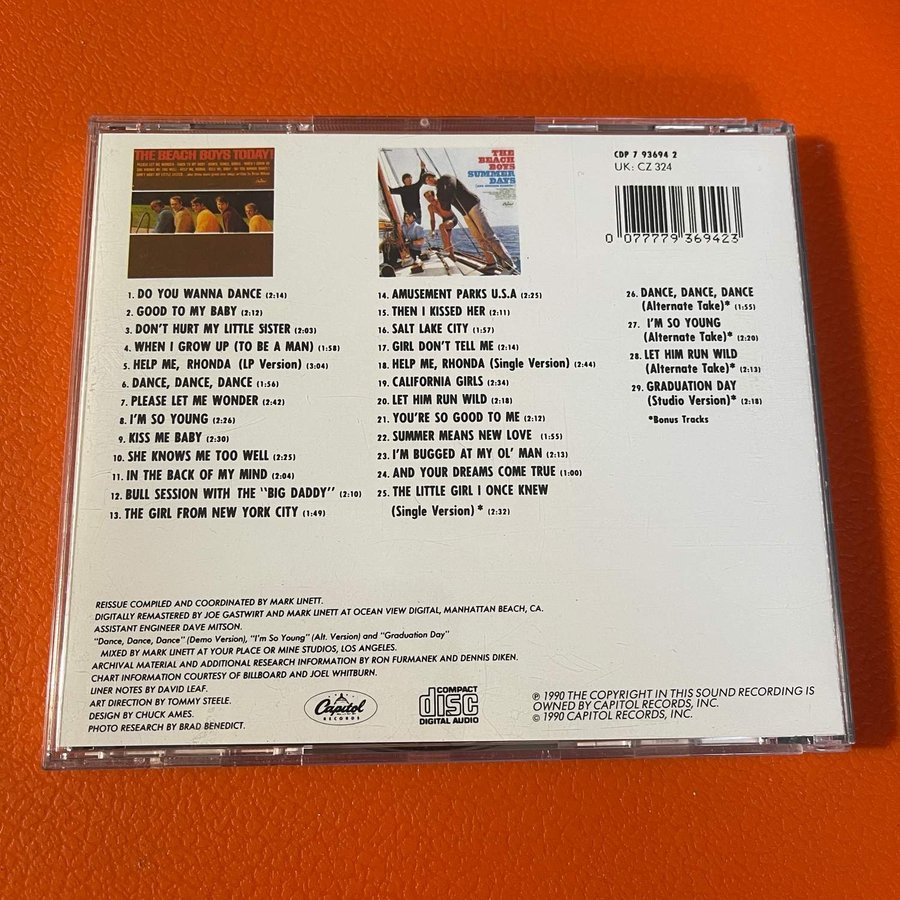 THE BEACH BOYS TODAY!
1. DO YOU WANNA DANCE (2:14)
2. GOOD TO MY BABY (2:12)
3. DON'T HURT MY LITTLE SISTER (2:03)
4. WHEN I GROW UP (TO BE A MAN) (1:58)
5. HELP ME, RHONDA (LP Version) (3:04)
6. DANCE, DANCE, DANCE (1:56)
7. PLEASE LET ME WONDER (2:42)
8. I'M SO YOUNG (2:26)
9. KISS ME BABY (2:30)
10. SHE KNOWS ME TOO WELL (2:25)
11. IN THE BACK OF MY MIND (2:04)
12. BULL SESSION WITH THE "BIG DADDY" (2:10)
13. THE GIRL FROM NEW YORK CITY (1:49)
THE
BEACH
BOYS
SUMMER
DAYS
14. AMUSEMENT PARKS U.S.A (2:25)
15. THEN I KISSED HER (2:11)
16. SALT LAKE CITY (1:57)
17. GIRL DON'T TELL ME (2:14)
18. HELP ME, RHONDA (Single Version) (2:44)
19. CALIFORNIA GIRLS (2:34)
20. LET HIM RUN WILD (2:18)
21. YOU'RE SO GOOD TO ME (2:12)
22. SUMMER MEANS NEW LOVE (1:55)
23. I'M BUGGED AT MY OL' MAN (2:13)
24. AND YOUR DREAMS COME TRUE (1:00)
25. THE LITTLE GIRL I ONCE KNEW
(Single Version) * (2:32)
CDP 7 93694 2
UK: CZ 324
0 077779 369423
26. DANCE, DANCE, DANCE
(Alternate Take)* (1:55)
27. I'M SO YOUNG
(Alternate Take)* (2:20)
28. LET HIM RUN WILD
(Alternate Take)* (2:13)
29. GRADUATION DAY
(Studio Version)* (2:18)
*Bonus Tracks
REISSUE COMPILED AND COORDINATED BY MARK LINETT.
DIGITALLY REMASTERED BY JOE GASTWIRT AND MARK LINETT AT OCEAN VIEW DIGITAL, MANHATTAN BEACH, CA.
ASSISTANT ENGINEER DAVE MITSON.
"Dance, Dance, Dance" (Demo Version), "I'm So Young" (Alt. Version) and "Graduation Day"
MIXED BY MARK LINETT AT YOUR PLACE OR MINE STUDIOS, LOS ANGELES.
ARCHIVAL MATERIAL AND ADDITIONAL RESEARCH INFORMATION BY RON FURMANEK AND DENNIS DIKEN.
CHART INFORMATION COURTESY OF BILLBOARD AND JOEL WHITBURN.
LINER NOTES BY DAVID LEAF.
ART DIRECTION BY TOMMY STEELE.
DESIGN BY CHUCK AMES.
PHOTO RESEARCH BY BRAD BENEDICT.
Capitol
RECORDS
COMPACT
disc
DIGITAL AUDIO
℗ 1990 THE COPYRIGHT IN THIS SOUND RECORDING IS
OWNED BY CAPITOL RECORDS, INC.
© 1990 CAPITOL RECORDS, INC.